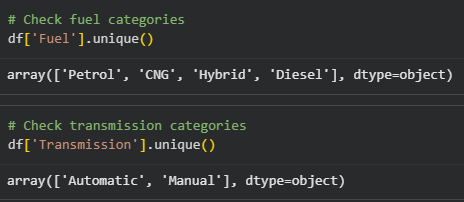 # Check fuel categories
df['Fuel'].unique()
array(['Petrol', 'CNG', 'Hybrid', 'Diesel'], dtype=object)
# Check transmission categories
df['Transmission'].unique()
array(['Automatic', 'Manual'], dtype=object)